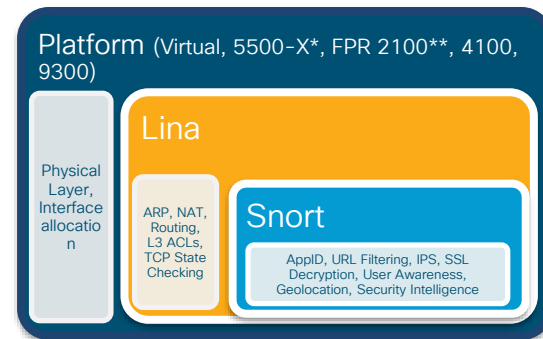 Platform (Virtual, 5500-X*, FPR 2100**, 4100,
9300)
Lina
Physical
Layer,
Interface
allocatio
n
ARP, NAT,
Routing,
L3 ACLs,
TCP State
Checking
Snort
AppID, URL Filtering, IPS, SSL
Decryption, User Awareness,
Geolocation, Security Intelligence